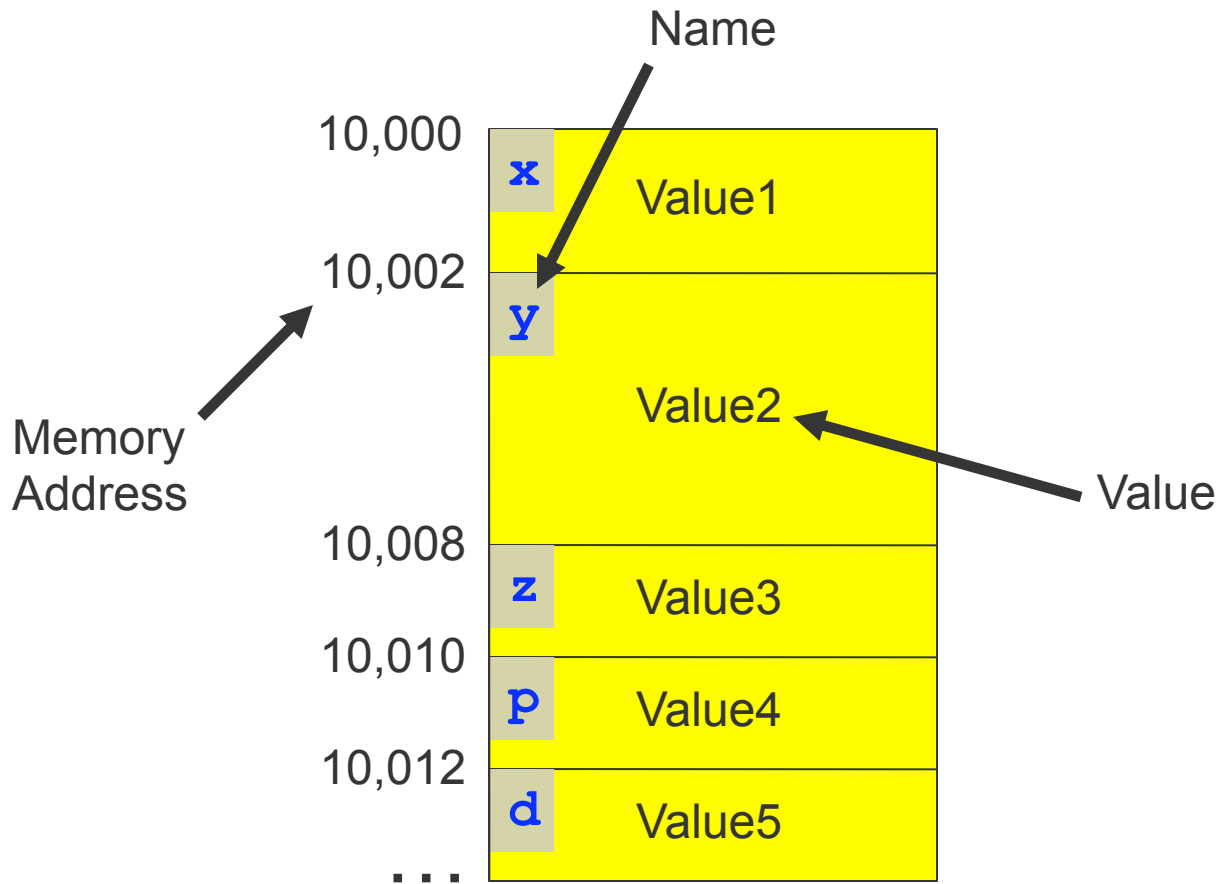 Name
10,000
x
Value1
10,002
y
Value2
Memory
Address
Value
10,008
z
Value3
10,010
p
Value4
10,012
d
Value5
...